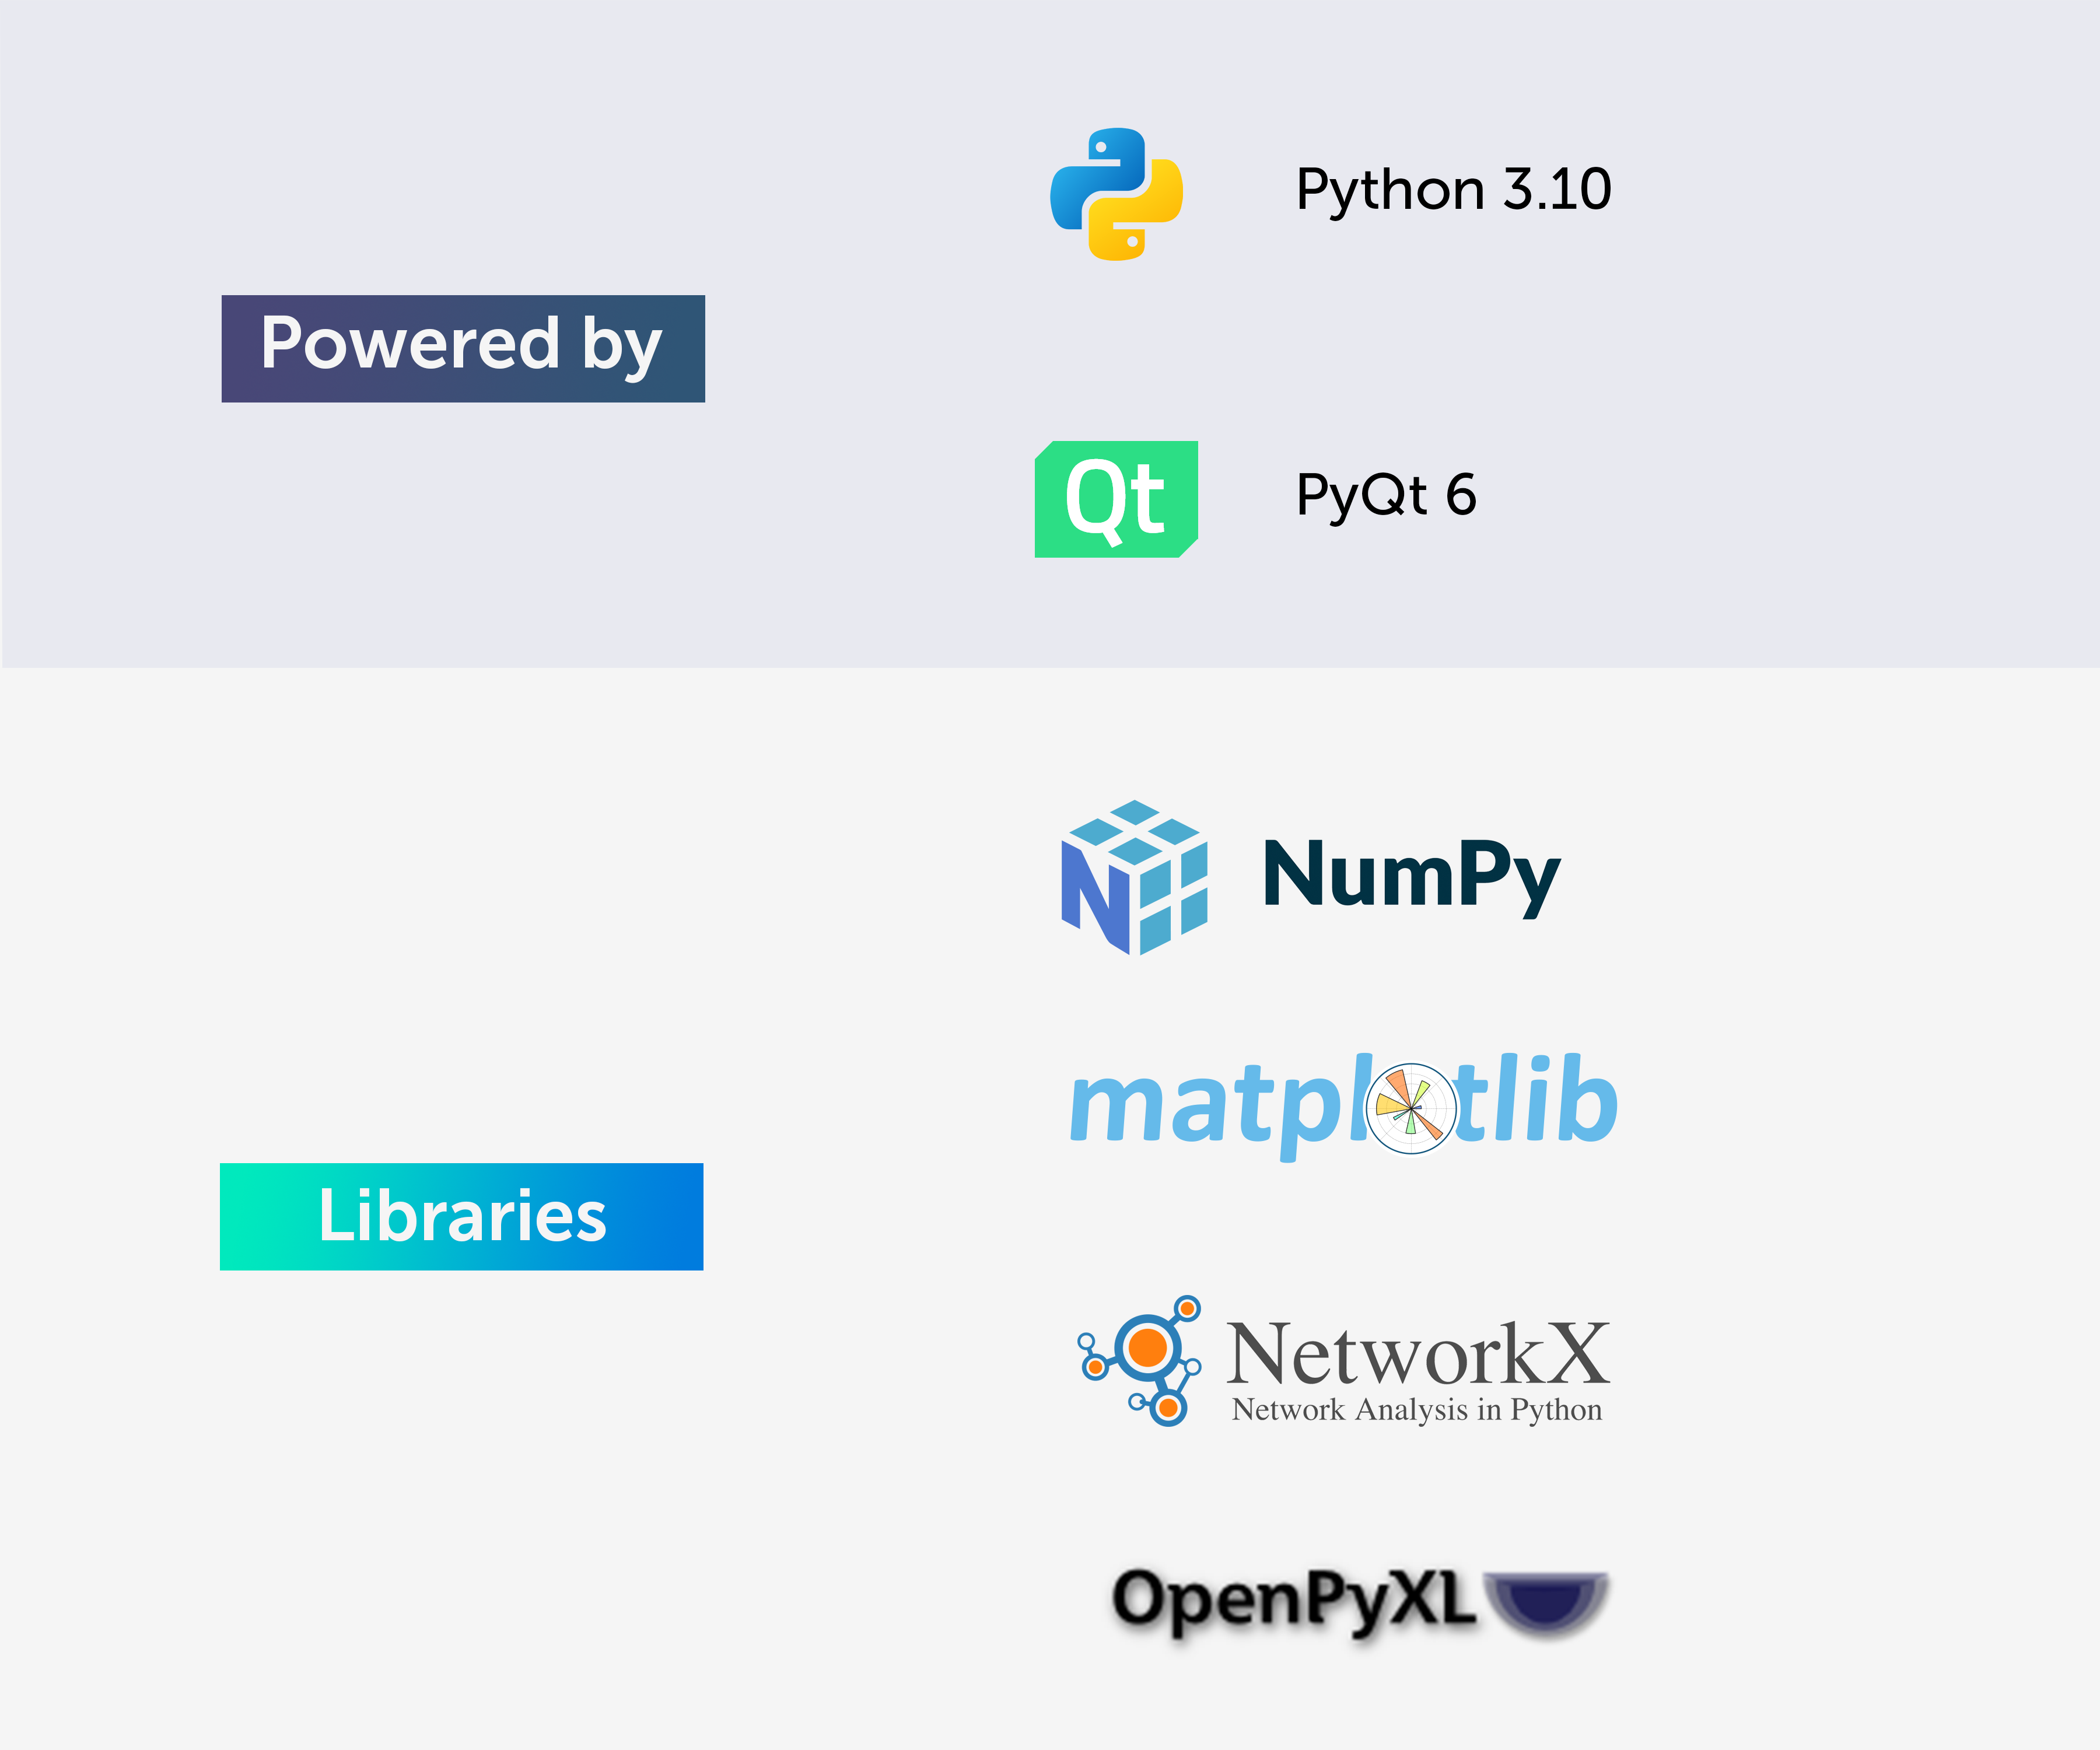 Python 3.10
Powered by
Qt
PyQt 6
N
NumPy
matplotlib
Libraries
NetworkX
Network Analysis in Python
OpenPyXL